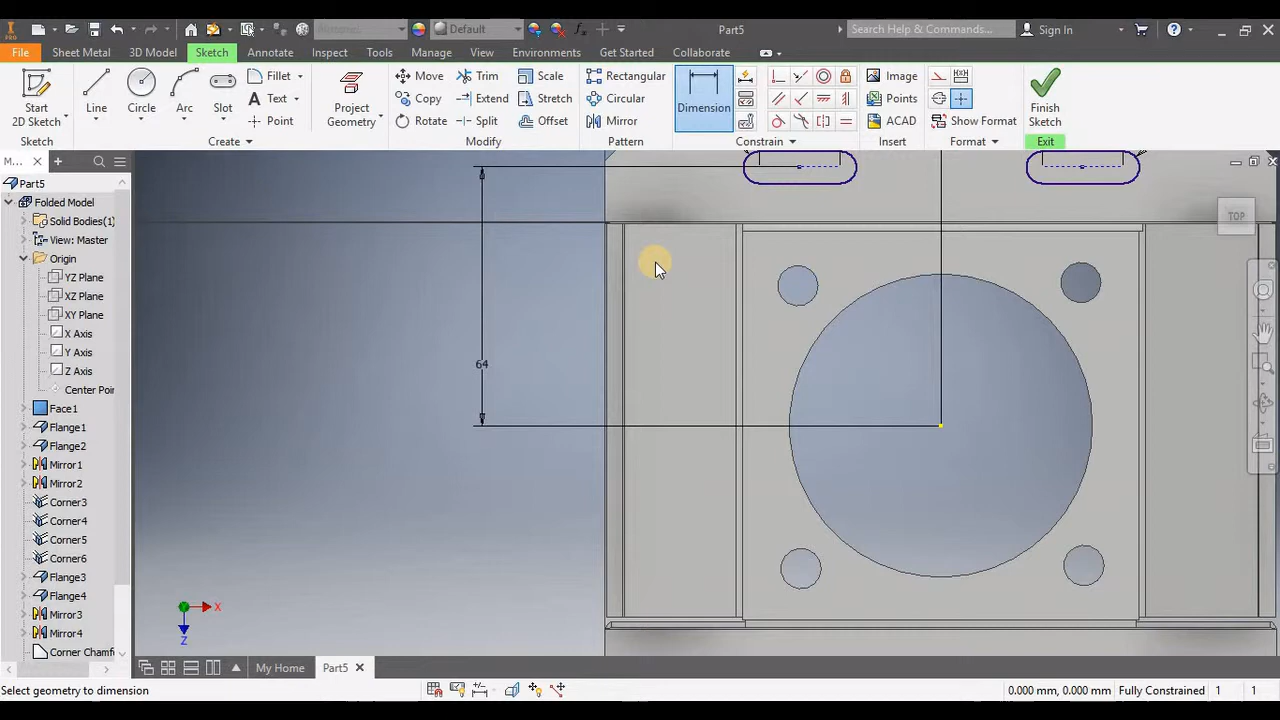 PRO
Material
Default
Part5
Search Help & Commands...
Sign In
File
Sheet Metal
3D Model
Sketch
Annotate
Inspect
Tools
Manage
View
Environments
Get Started
Collaborate
Start
2D Sketch
Line
Circle
Arc
Slot
Fillet
Text
Point
Project
Geometry
Move
Copy
Rotate
Trim
Extend
Split
Scale
Stretch
Offset
Rectangular
Circular
Mirror
Dimension
Image
Points
ACAD
Show Format
Finish
Sketch
Sketch
Create
Modify
Pattern
Constrain
Insert
Format
Exit
M...
Part5
Folded Model
Solid Bodies(1)
View: Master
Origin
YZ Plane
XZ Plane
XY Plane
X Axis
Y Axis
Z Axis
Center Poi
Face1
Flange1
Flange2
Mirror1
Mirror2
Corner3
Corner4
Corner5
Corner6
Flange3
Flange4
Mirror3
Mirror4
Corner Chamf
64
TOP
X
Z
My Home
Part5
Select geometry to dimension
0.000 mm, 0.000 mm
Fully Constrained
1
1